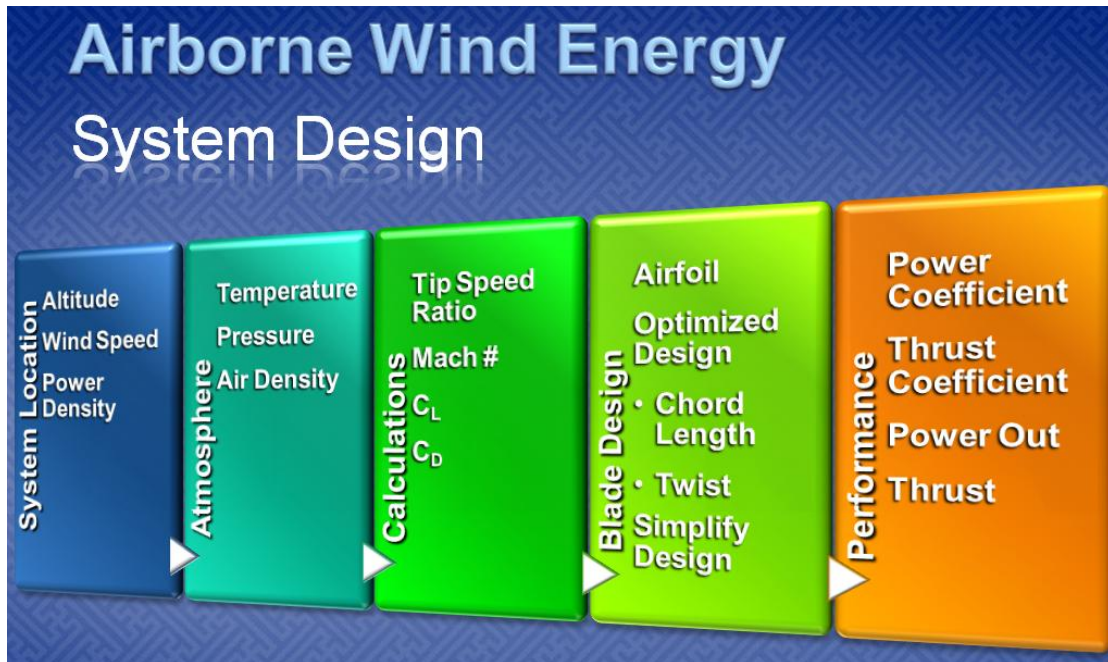 Airborne Wind Energy
System Design
System Location
Altitude
Wind Speed
Power
Density
Atmosphere
Temperature
Pressure
Air Density
Calculations
Tip Speed
Ratio
Mach #
CL
CD
Blade Design
Airfoil
Optimized
Design
• Chord
Length
• Twist
Simplify
Design
Performance
Power
Coefficient
Thrust
Coefficient
Power Out
Thrust